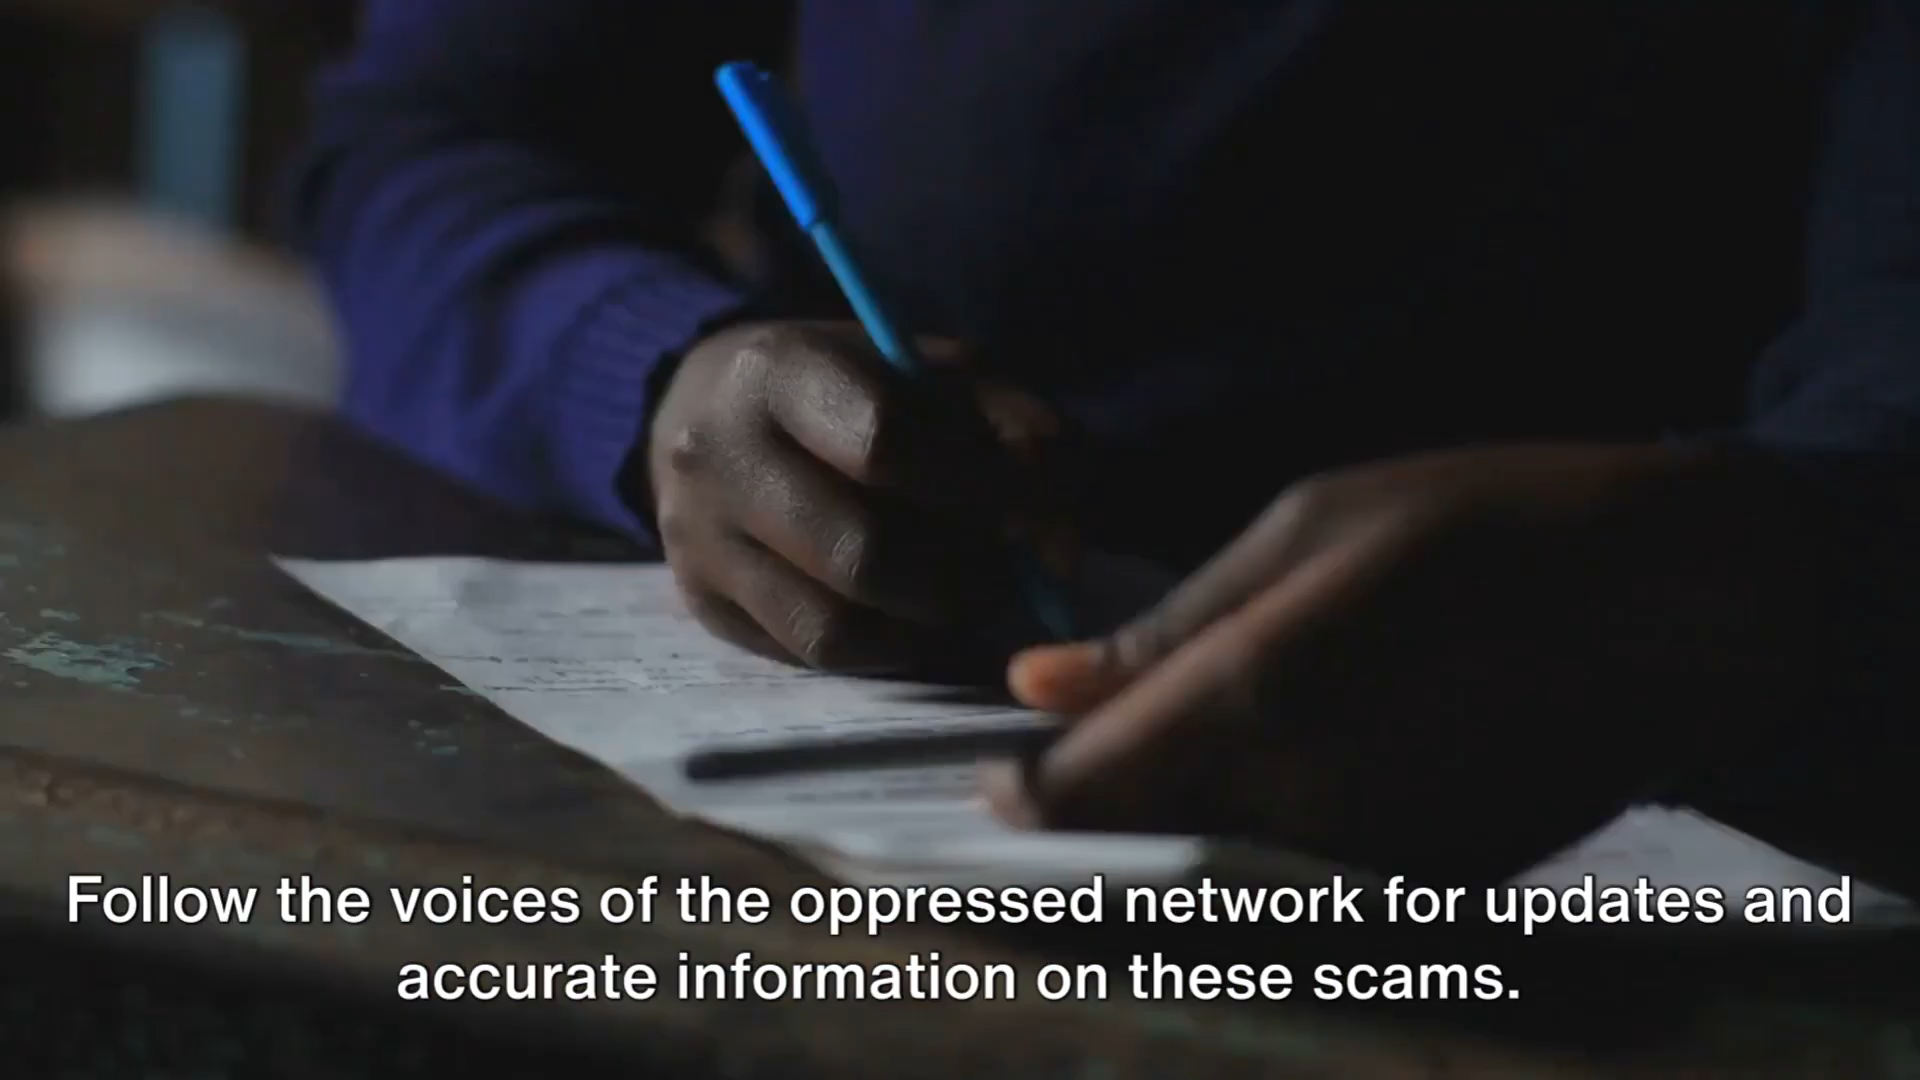 Follow the voices of the oppressed network for updates and
accurate information on these scams.